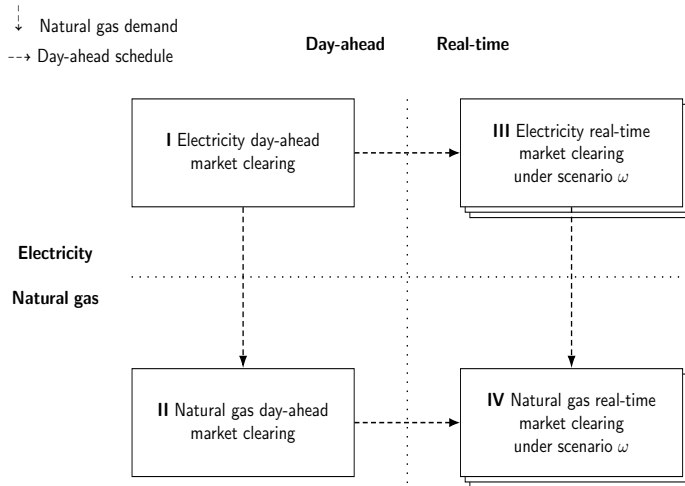 Natural gas demand
Day-ahead schedule
Day-ahead
Real-time
I Electricity day-ahead
market clearing
III Electricity real-time
market clearing
under scenario ω
Electricity
Natural gas
II Natural gas day-ahead
market clearing
IV Natural gas real-time
market clearing
under scenario ω